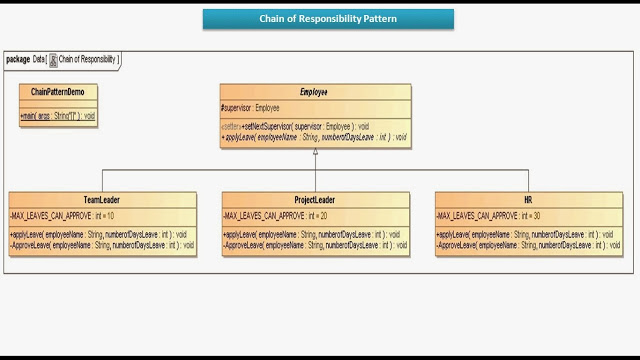 Chain of Responsibility Pattern
package Data[ Chain of Responsibility ]
ChainPatternDemo
+main( args : String"[]" ) : void
Employee
#supervisor : Employee
«setter»+setNextSupervisor( supervisor : Employee ) : void
+applyLeave( employeeName : String, numberofDaysLeave : int ) : void
TeamLeader
-MAX_LEAVES_CAN_APPROVE : int = 10
+applyLeave( employeeName : String, numberofDaysLeave : int ) : void
-ApproveLeave( employeeName : String, numberofDaysLeave : int ) : void
ProjectLeader
-MAX_LEAVES_CAN_APPROVE : int = 20
+applyLeave( employeeName : String, numberofDaysLeave : int ) : void
-ApproveLeave( employeeName : String, numberofDaysLeave : int ) : void
HR
-MAX_LEAVES_CAN_APPROVE : int = 30
+applyLeave( employeeName : String, numberofDaysLeave : int ) : void
-ApproveLeave( employeeName : String, numberofDaysLeave : int ) : void